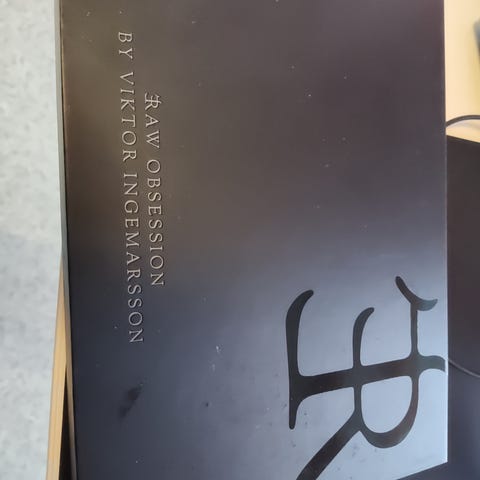 RAW OBSESSION
BY VIKTOR INGEMARSSON
R